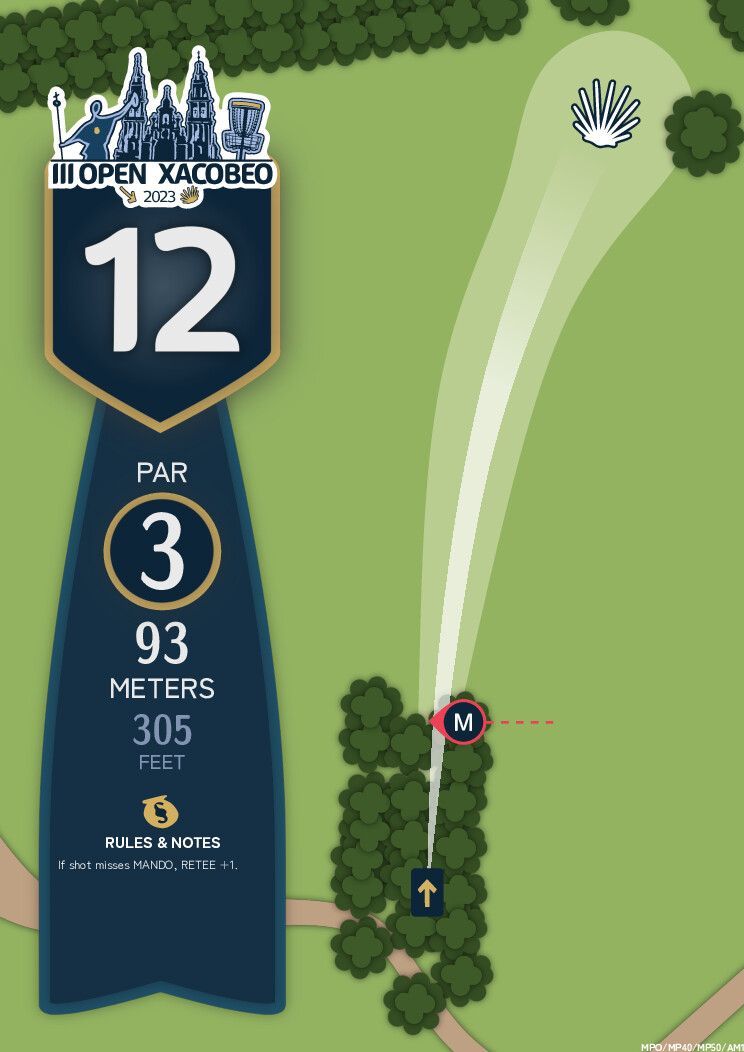 III OPEN XACOBEO
2023
12
PAR
3
93
METERS
305
FEET
RULES & NOTES
If shot misses MANDO, RETEE +1.
M
MPO/MP40/MP50/AM1